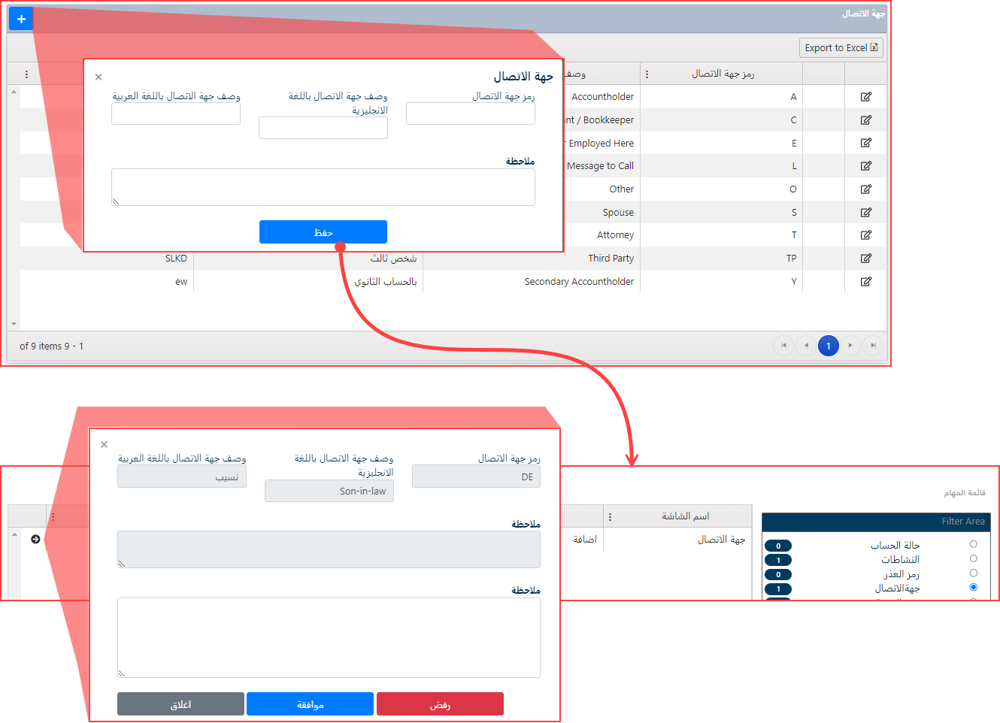 جهة الاتصال
+
Export to Excel
رمز جهة الاتصال
وصف
A Accountholder
C nt / Bookkeeper
E r Employed Here
L Message to Call
O Other
S Spouse
T Attorney
TP Third Party شخص ثالث SLKD
Y Secondary Accountholder بالحساب الثانوي ew
1
1 - 9 of 9 items
جهة الاتصال
×
رمز جهة الاتصال
وصف جهة الاتصال باللغة
الانجليزية
وصف جهة الاتصال باللغة العربية
ملاحظة
حفظ
قائمة المهام
Filter Area
حالة الحساب 0
النشاطات 1
رمز العذر 0
جهةالاتصال 1
اسم الشاشة
جهة الاتصال اضافة
×
رمز جهة الاتصال
DE
وصف جهة الاتصال باللغة
الانجليزية
Son-in-law
وصف جهة الاتصال باللغة العربية
نسيب
ملاحظة
ملاحظة
رفض
موافقة
اغلاق